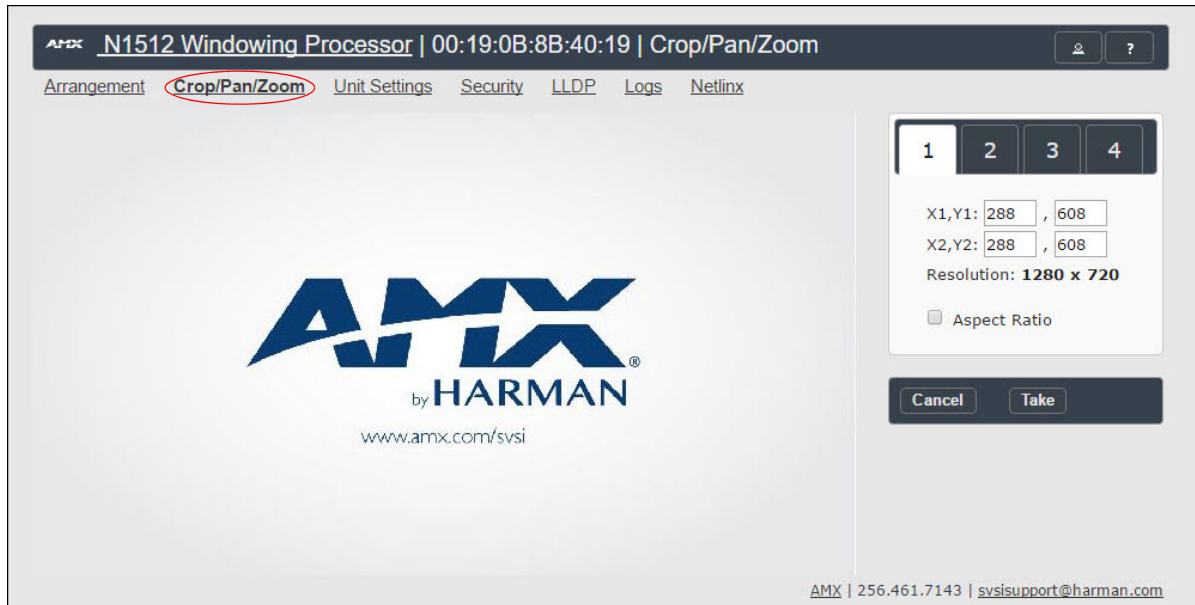 AMX N1512 Windowing Processor | 00:19:0B:8B:40:19 | Crop/Pan/Zoom
?
Arrangement Crop/Pan/Zoom Unit Settings Security LLDP Logs Netlinx
1 2 3 4
X1,Y1: 288 , 608
X2,Y2: 288 , 608
Resolution: 1280 x 720
Aspect Ratio
Cancel Take
AMX®
by HARMAN
www.amx.com/svsi
AMX | 256.461.7143 | svsisupport@harman.com